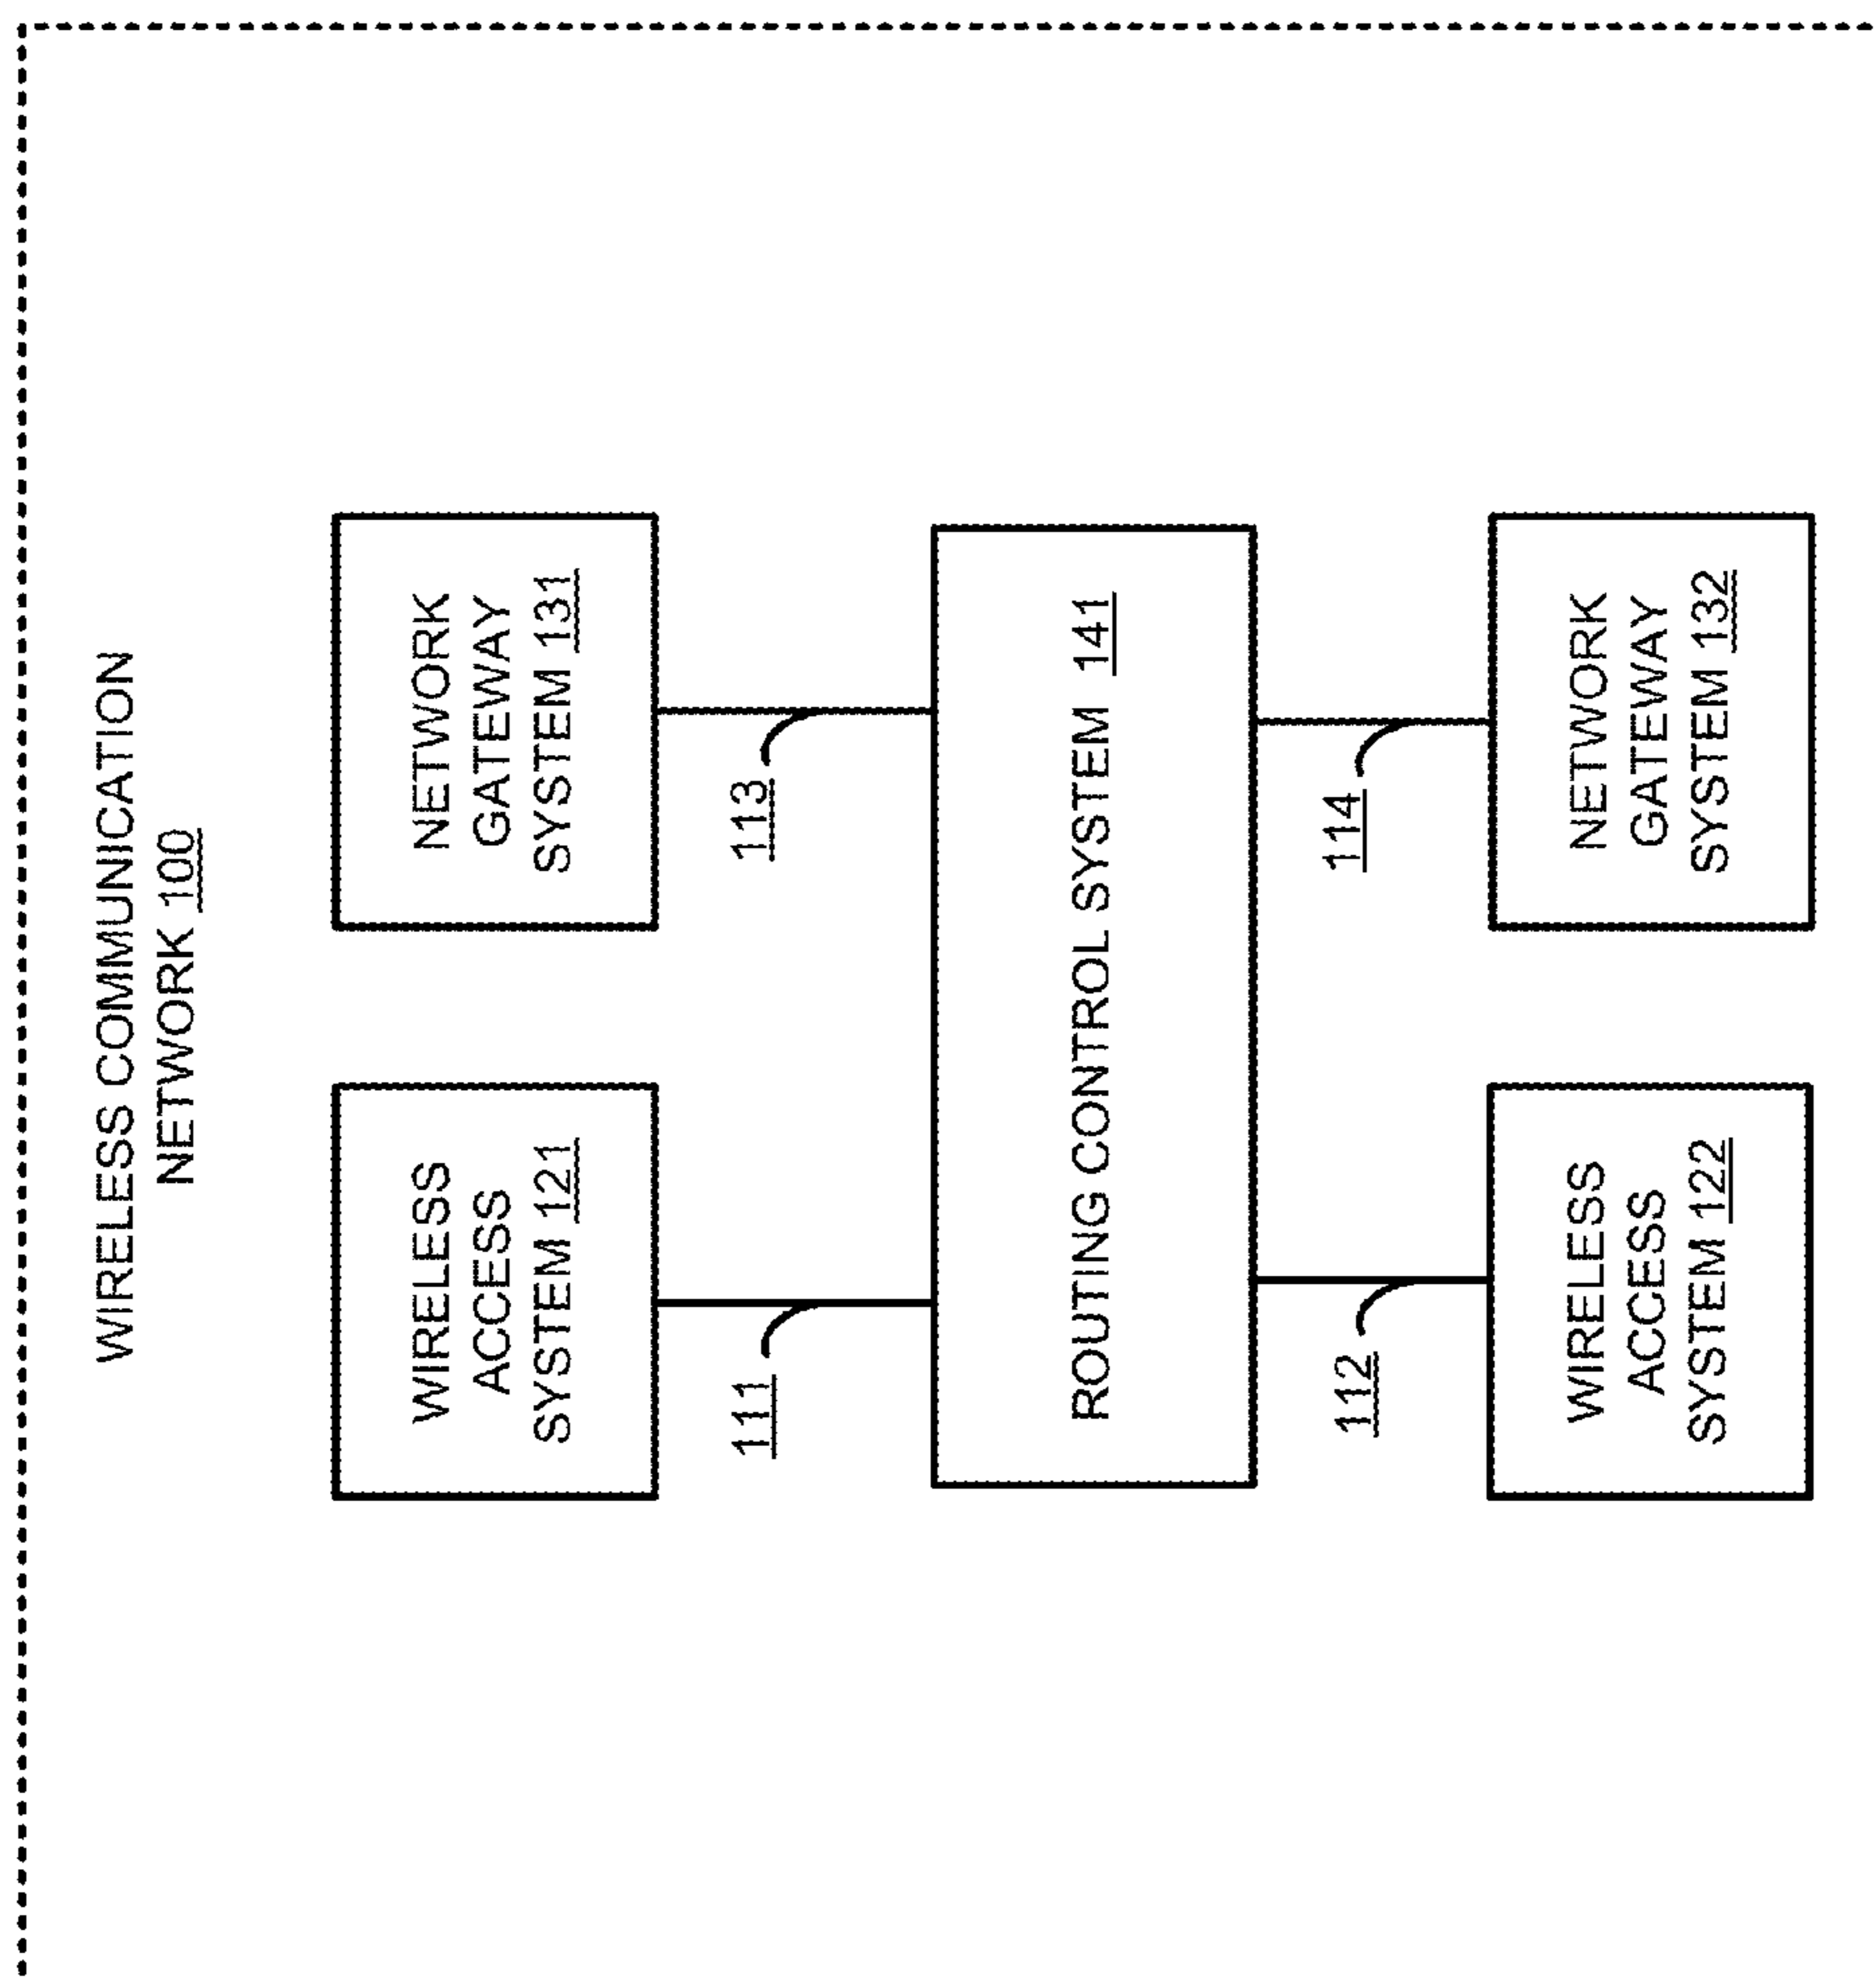 WIRELESS COMMUNICATION
NETWORK 100
WIRELESS
ACCESS
SYSTEM 121
NETWORK
GATEWAY
SYSTEM 131
111
113
ROUTING CONTROL SYSTEM 141
112
114
WIRELESS
ACCESS
SYSTEM 122
NETWORK
GATEWAY
SYSTEM 132